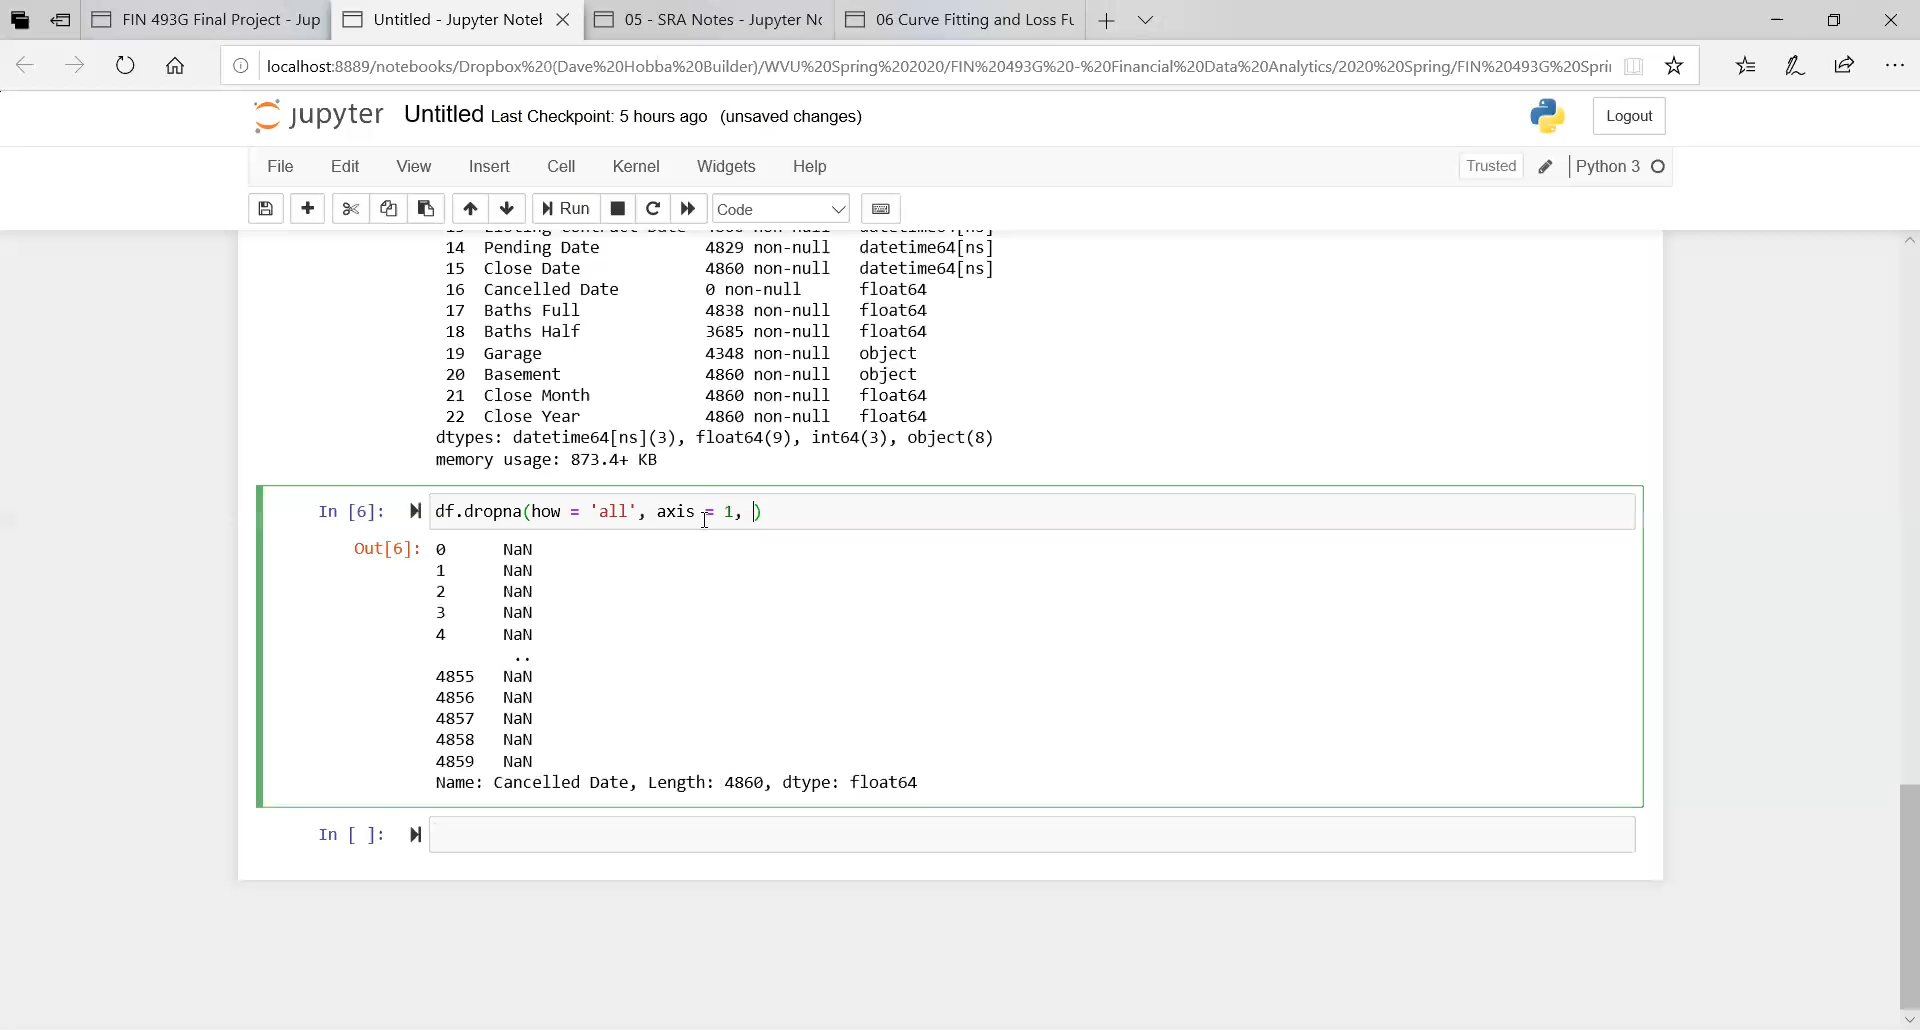 FIN 493G Final Project - Jup
Untitled - Jupyter Noteb
05 - SRA Notes - Jupyter No
06 Curve Fitting and Loss Fu
localhost:8889/notebooks/Dropbox%20(Dave%20Hobba%20Builder)/WVU%20Spring%202020/FIN%20493G%20-%20Financial%20Data%20Analytics/2020%20Spring/FIN%20493G%20Spri
jupyter Untitled Last Checkpoint: 5 hours ago (unsaved changes)
Logout
File Edit View Insert Cell Kernel Widgets Help
Trusted Python 3
Run Code
14 Pending Date 4829 non-null datetime64[ns]
15 Close Date 4860 non-null datetime64[ns]
16 Cancelled Date 0 non-null float64
17 Baths Full 4838 non-null float64
18 Baths Half 3685 non-null float64
19 Garage 4348 non-null object
20 Basement 4860 non-null object
21 Close Month 4860 non-null float64
22 Close Year 4860 non-null float64
dtypes: datetime64[ns](3), float64(9), int64(3), object(8)
memory usage: 873.4+ KB
In [6]: df.dropna(how = 'all', axis = 1, )
Out[6]: 0 NaN
1 NaN
2 NaN
3 NaN
4 NaN
..
4855 NaN
4856 NaN
4857 NaN
4858 NaN
4859 NaN
Name: Cancelled Date, Length: 4860, dtype: float64
In [ ]: